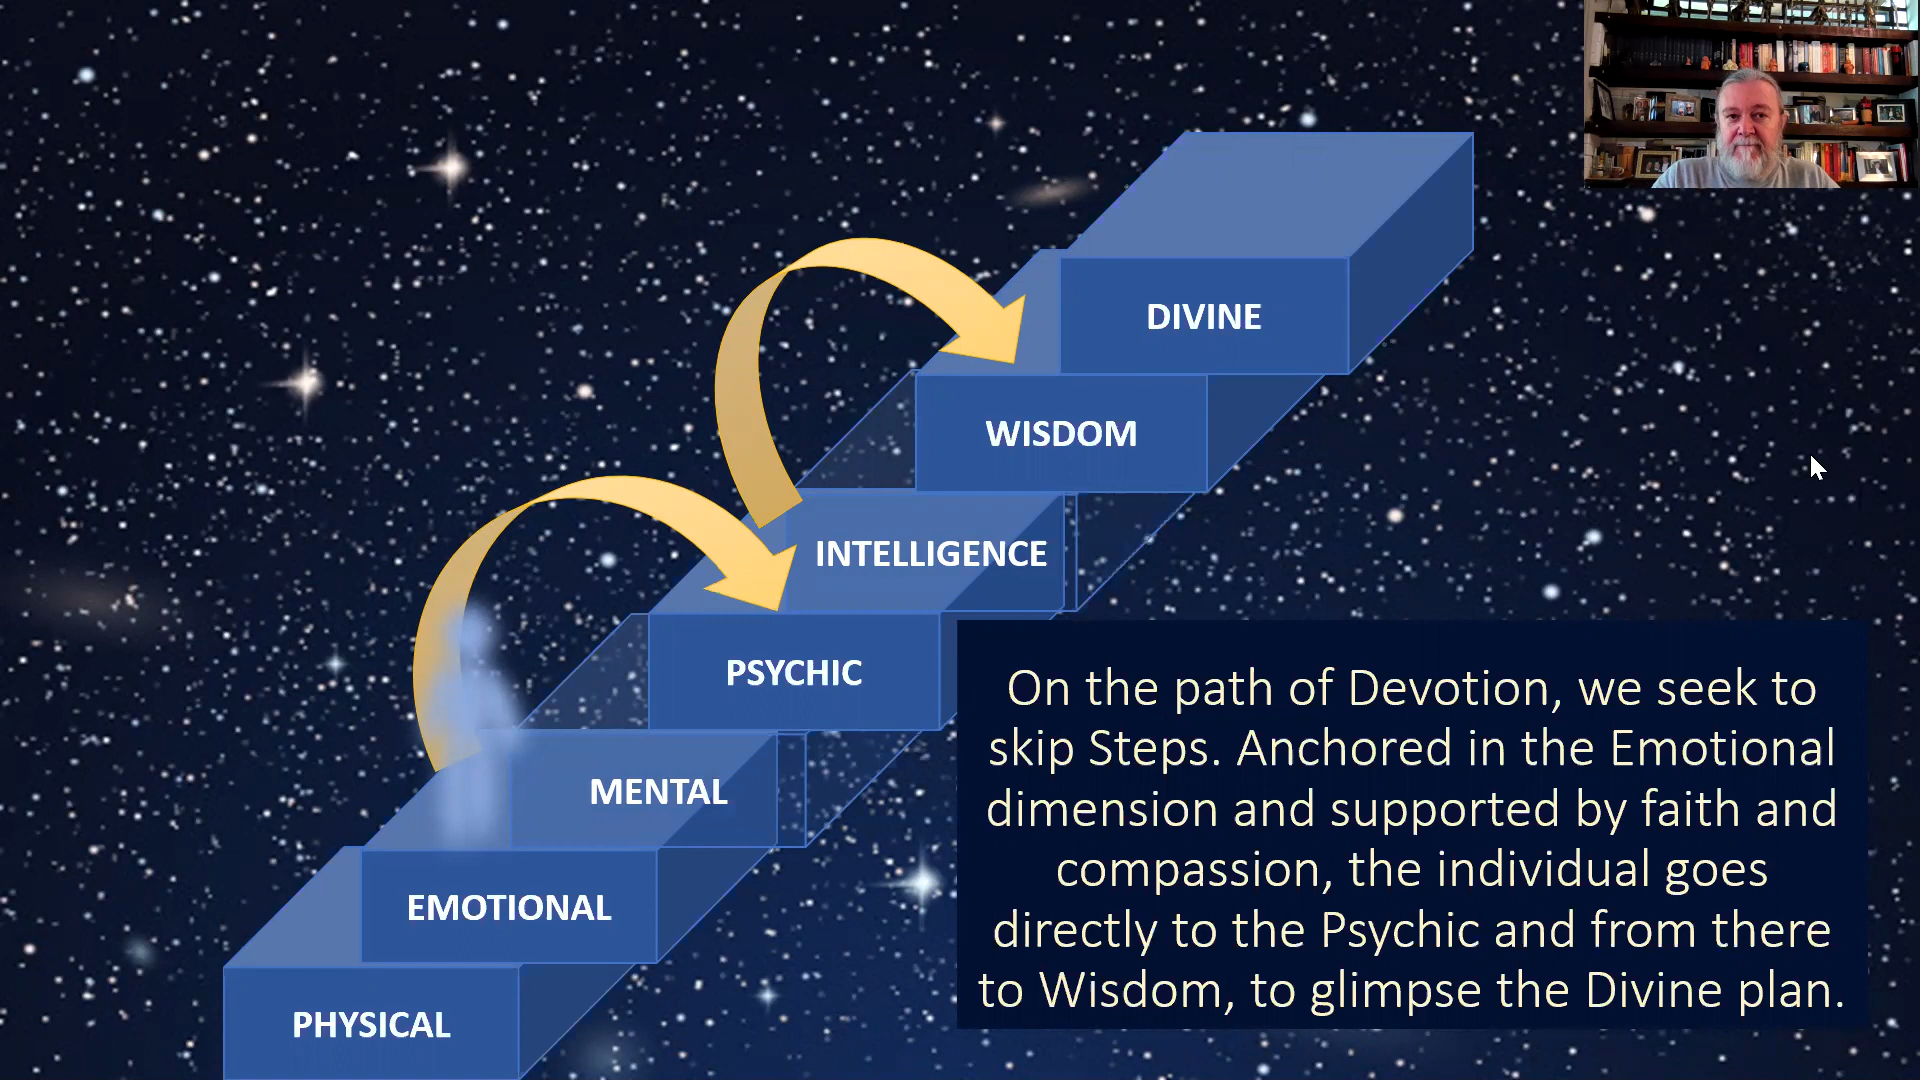 DIVINE
WISDOM
INTELLIGENCE
PSYCHIC
MENTAL
EMOTIONAL
PHYSICAL
On the path of Devotion, we seek to
skip Steps. Anchored in the Emotional
dimension and supported by faith and
compassion, the individual goes
directly to the Psychic and from there
to Wisdom, to glimpse the Divine plan.